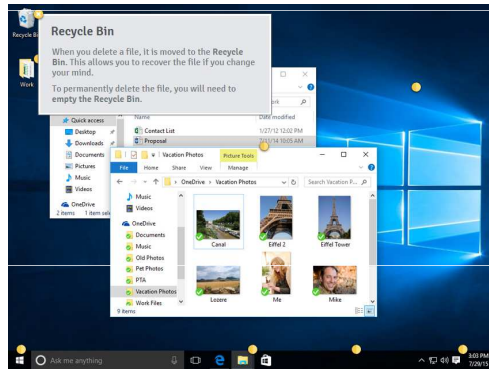 Recycle Bin
Recycle Bin
When you delete a file, it is moved to the Recycle
Bin. This allows you to recover the file if you change
your mind.
To permanently delete the file, you will need to
empty the Recycle Bin.
Work
Name
Date modified
Quick access
Desktop
Downloads
Documents
Pictures
Music
Videos
OneDrive
2 items
Contact List
1/27/12 12:02 PM
Proposal
10:05 AM
Vacation Photos
Picture Tools
File
Home
Share
View
Manage
OneDrive
Vacation Photos
Search Vacation P...
Music
Videos
OneDrive
Documents
Music
Old Photos
Pet Photos
PTA
Vacation Photos
Work Files
9 items
Canal
Eiffel 2
Eiffel Tower
Lozere
Me
Mike
Ask me anything
3:03 PM
7/29/15